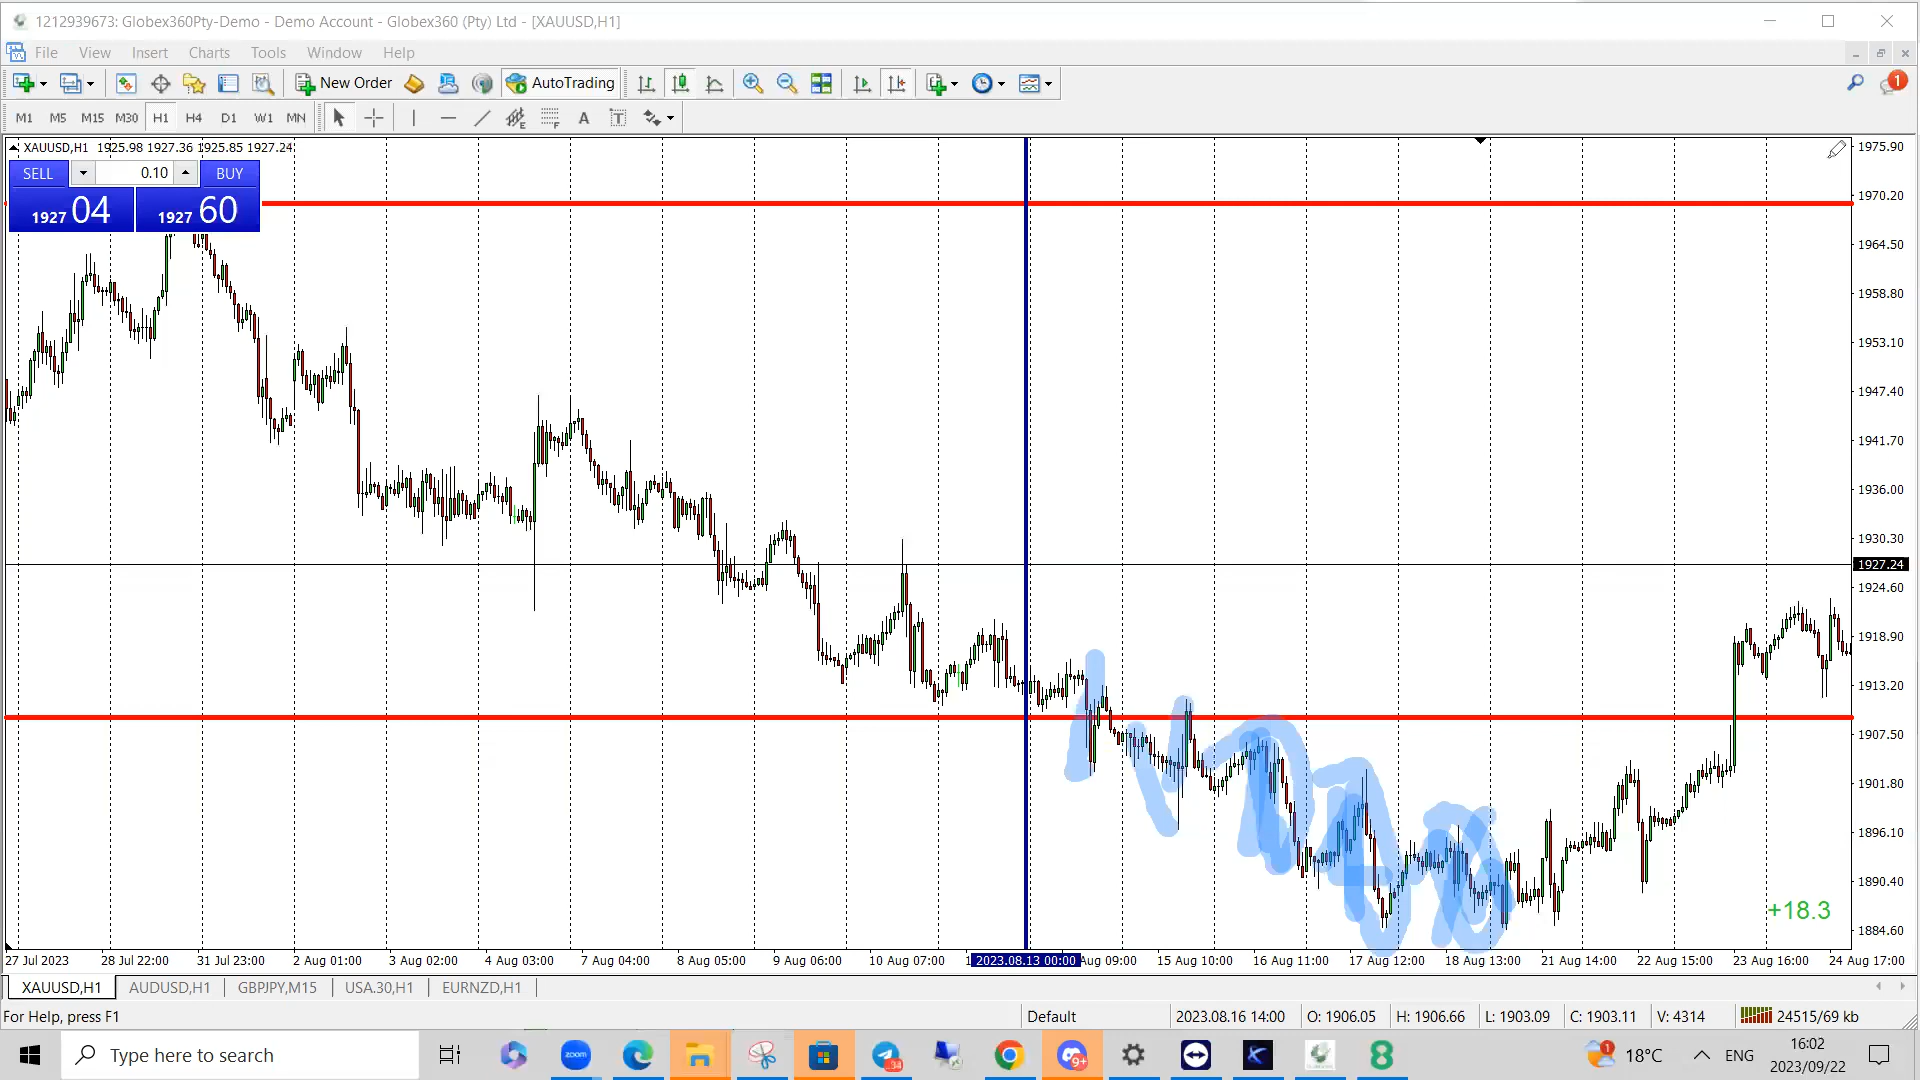 1212939673: Globex360Pty-Demo - Demo Account - Globex360 (Pty) Ltd - [XAUUSD,H1]
File View Insert Charts Tools Window Help
New Order AutoTrading 1
M1 M5 M15 M30 H1 H4 D1 W1 MN E F A T
XAUUSD,H1 1925.98 1927.36 1925.85 1927.24
SELL 0.10 BUY
1927 04 1927 60
1975.90
1970.20
1964.50
1958.80
1953.10
1947.40
1941.70
1936.00
1930.30
1927.24
1924.60
1918.90
1913.20
1907.50
1901.80
1896.10
1890.40
+18.3
1884.60
27 Jul 2023 28 Jul 22:00 31 Jul 23:00 2 Aug 01:00 3 Aug 02:00 4 Aug 03:00 7 Aug 04:00 8 Aug 05:00 9 Aug 06:00 10 Aug 07:00 1 2023.08.13 00:00 Aug 09:00 15 Aug 10:00 16 Aug 11:00 17 Aug 12:00 18 Aug 13:00 21 Aug 14:00 22 Aug 15:00 23 Aug 16:00 24 Aug 17:00
XAUUSD,H1 AUDUSD,H1 GBPJPY,M15 USA.30,H1 EURNZD,H1
For Help, press F1 Default 2023.08.16 14:00 O: 1906.05 H: 1906.66 L: 1903.09 C: 1903.11 V: 4314 24515/69 kb
Type here to search zoom 34 9+ 8 1 18°C ENG 16:02
2023/09/22